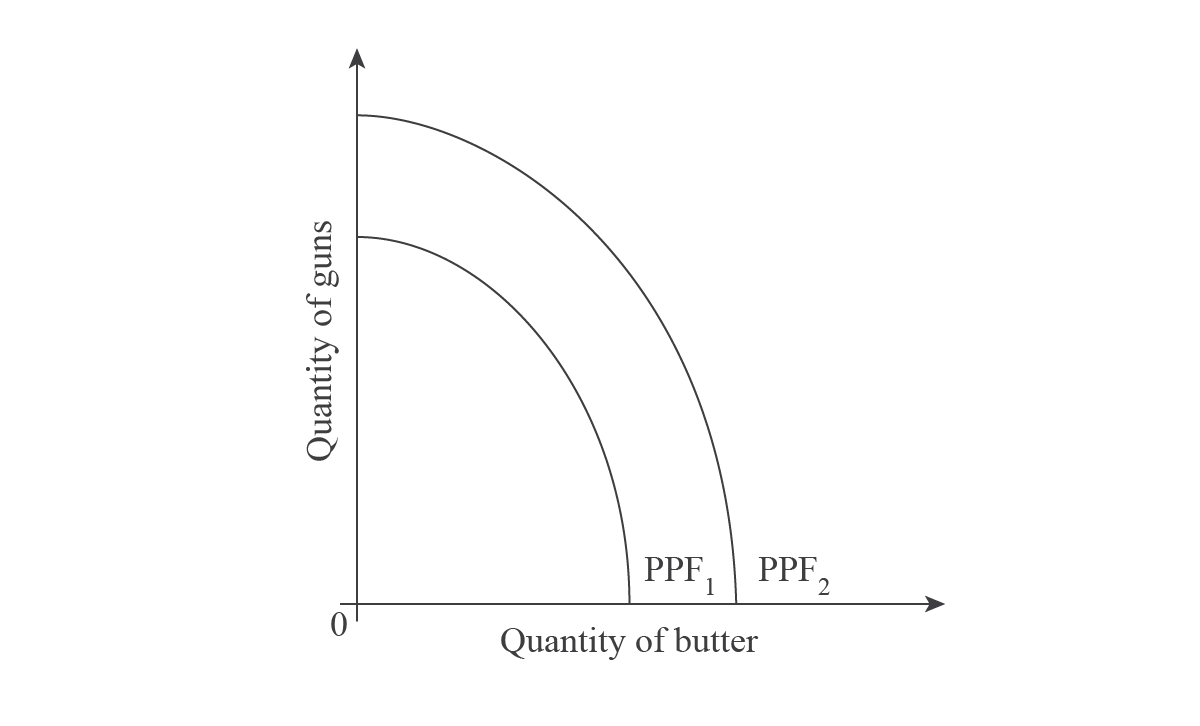 Quantity of guns
PPF₁
PPF₂
0
Quantity of butter